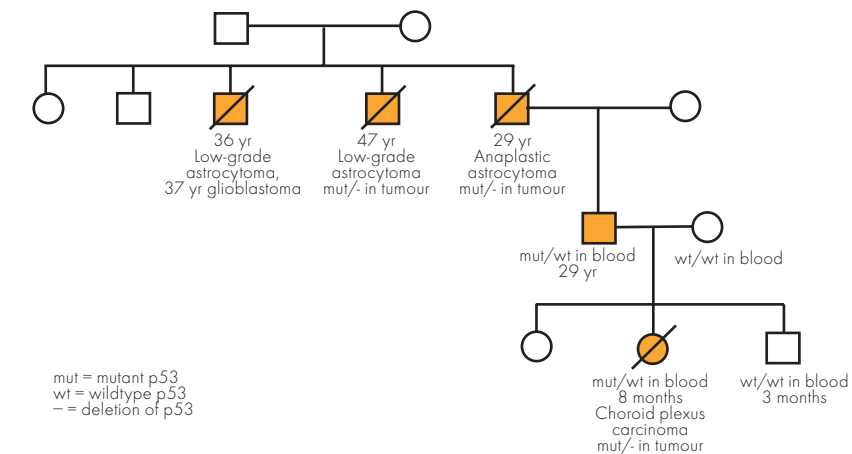 36 yr
Low-grade
astrocytoma,
37 yr glioblastoma
47 yr
Low-grade
astrocytoma
mut/- in tumour
29 yr
Anaplastic
astrocytoma
mut/- in tumour
mut/wt in blood
29 yr
wt/wt in blood
mut = mutant p53
wt = wildtype p53
– = deletion of p53
mut/wt in blood
8 months
Choroid plexus
carcinoma
mut/- in tumour
wt/wt in blood
3 months